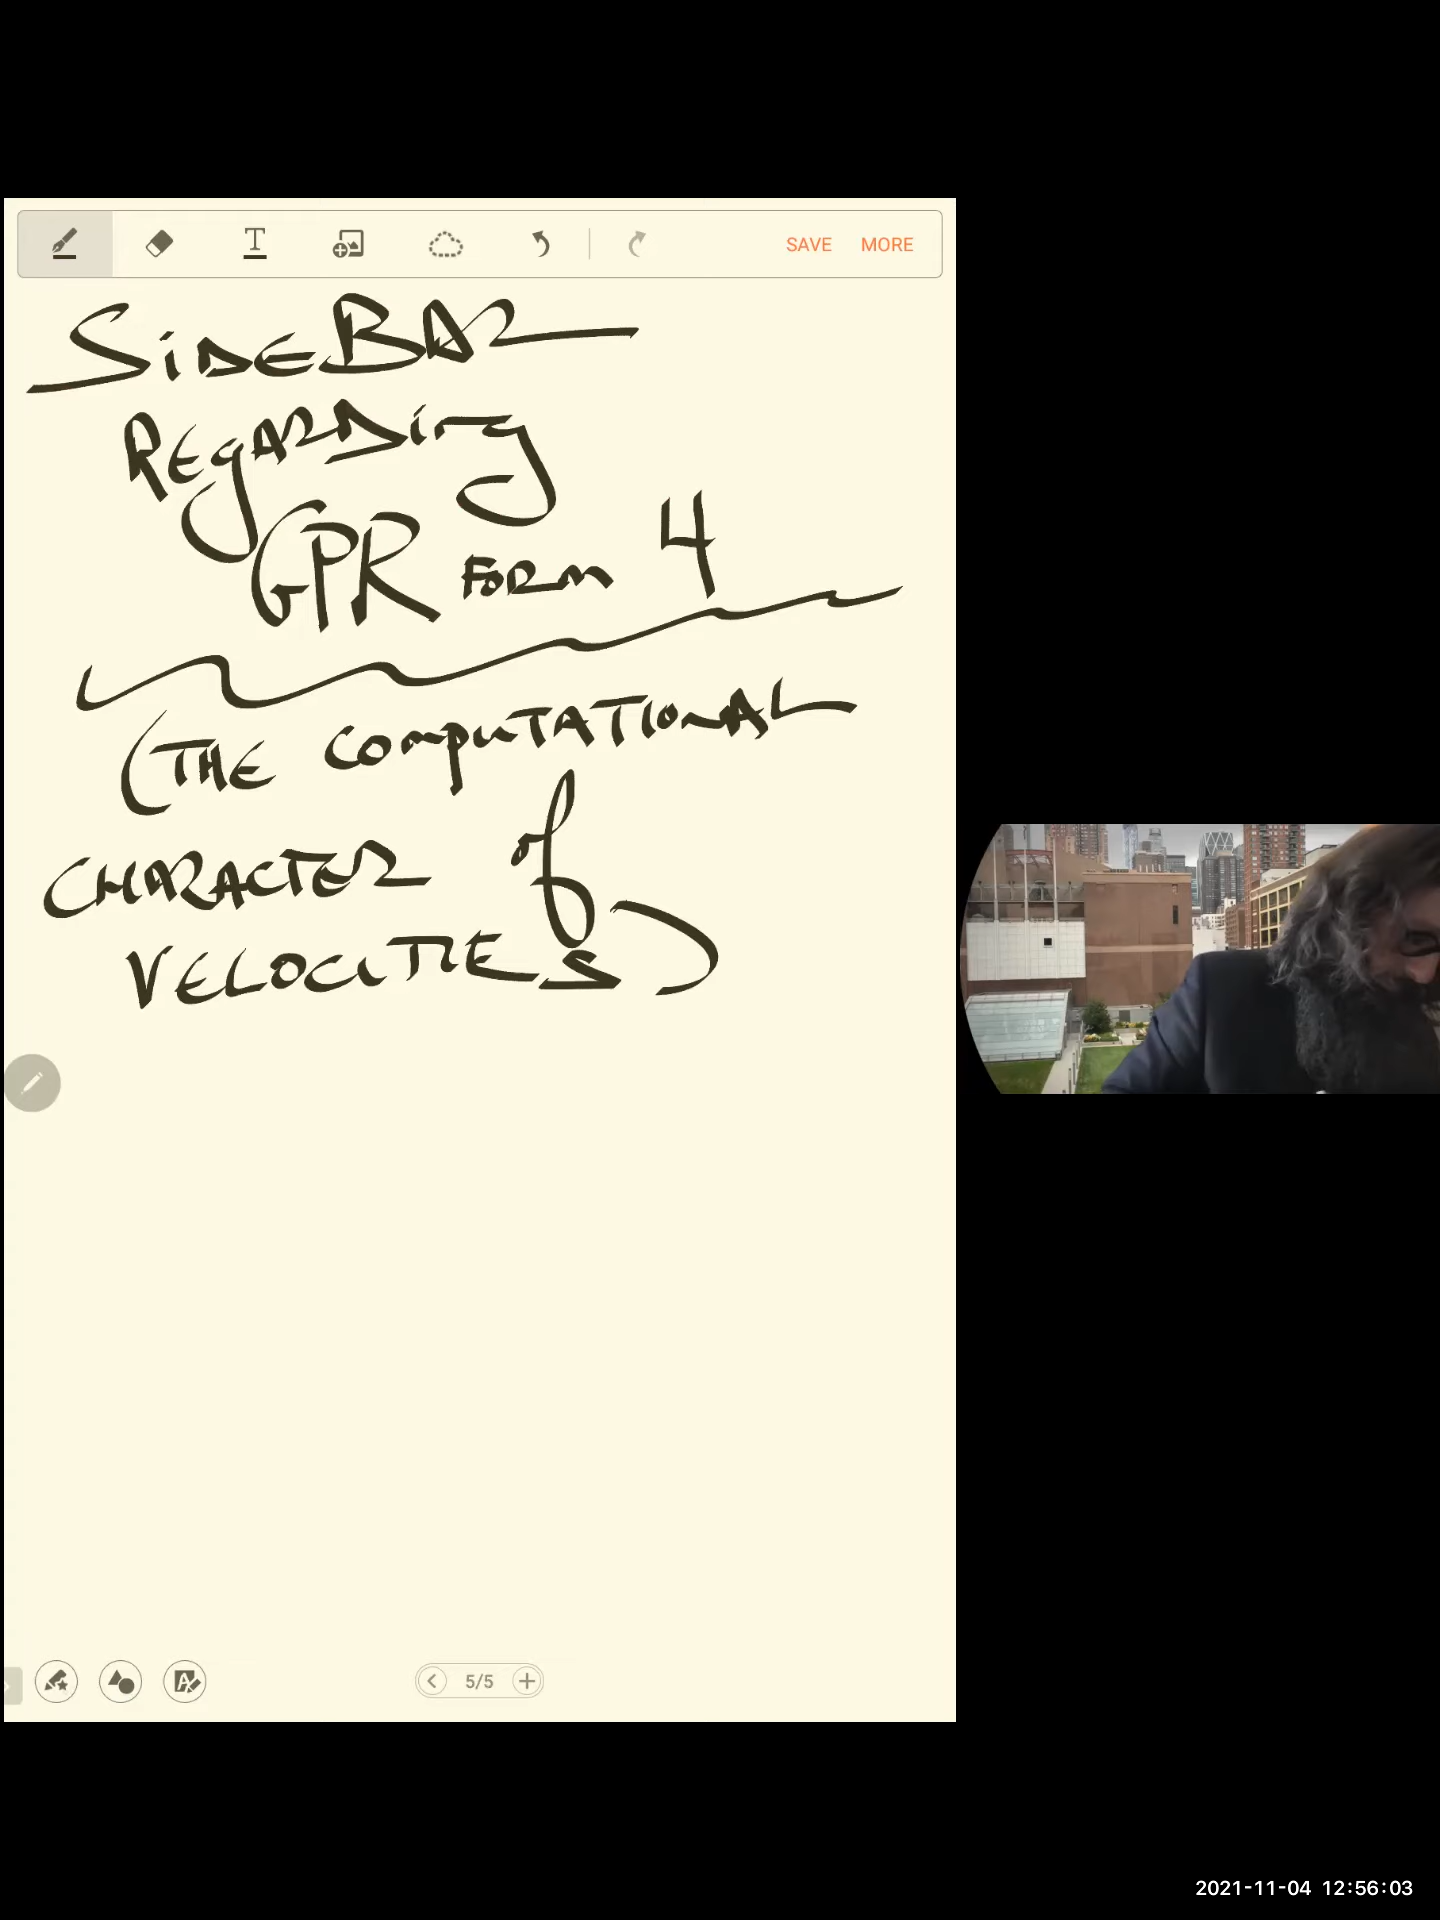 SAVE MORE
SiDEBAR
REGARDing
GPR FORM 4
(THE COMPUTATIONAL
CHARACTER of
VELOCITIES)
5/5
2021-11-04 12:56:03